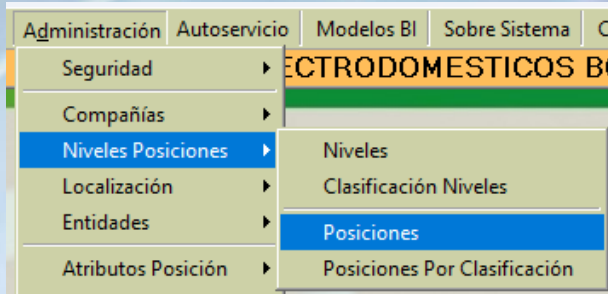 Administración Autoservicio Modelos BI Sobre Sistema
ECTRODOMESTICOS
Seguridad
Compañías
Niveles Posiciones
Localización
Entidades
Atributos Posición
Niveles
Clasificación Niveles
Posiciones
Posiciones Por Clasificación